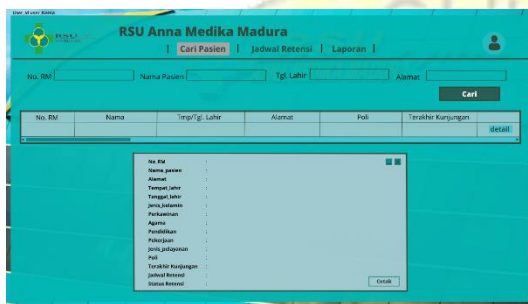 RSU
RSU Anna Medika Madura
| Cari Pasien | Jadwal Retensi | Laporan |
No. RM Nama Pasien Tgl. Lahir Alamat
Cari
No. RM Nama Tmp/Tgl. Lahir Alamat Poli Terakhir Kunjungan
detail
No. RM :
Nama_pasien :
Alamat :
Tempat_lahir :
Tanggal_lahir :
Jenis_kelamin :
Perkawinan :
Agama :
Pendidikan :
Pekerjaan :
Jenis_pelayanan :
Poli :
Terakhir Kunjungan :
Jadwal Retensi :
Status Retensi :
Cetak